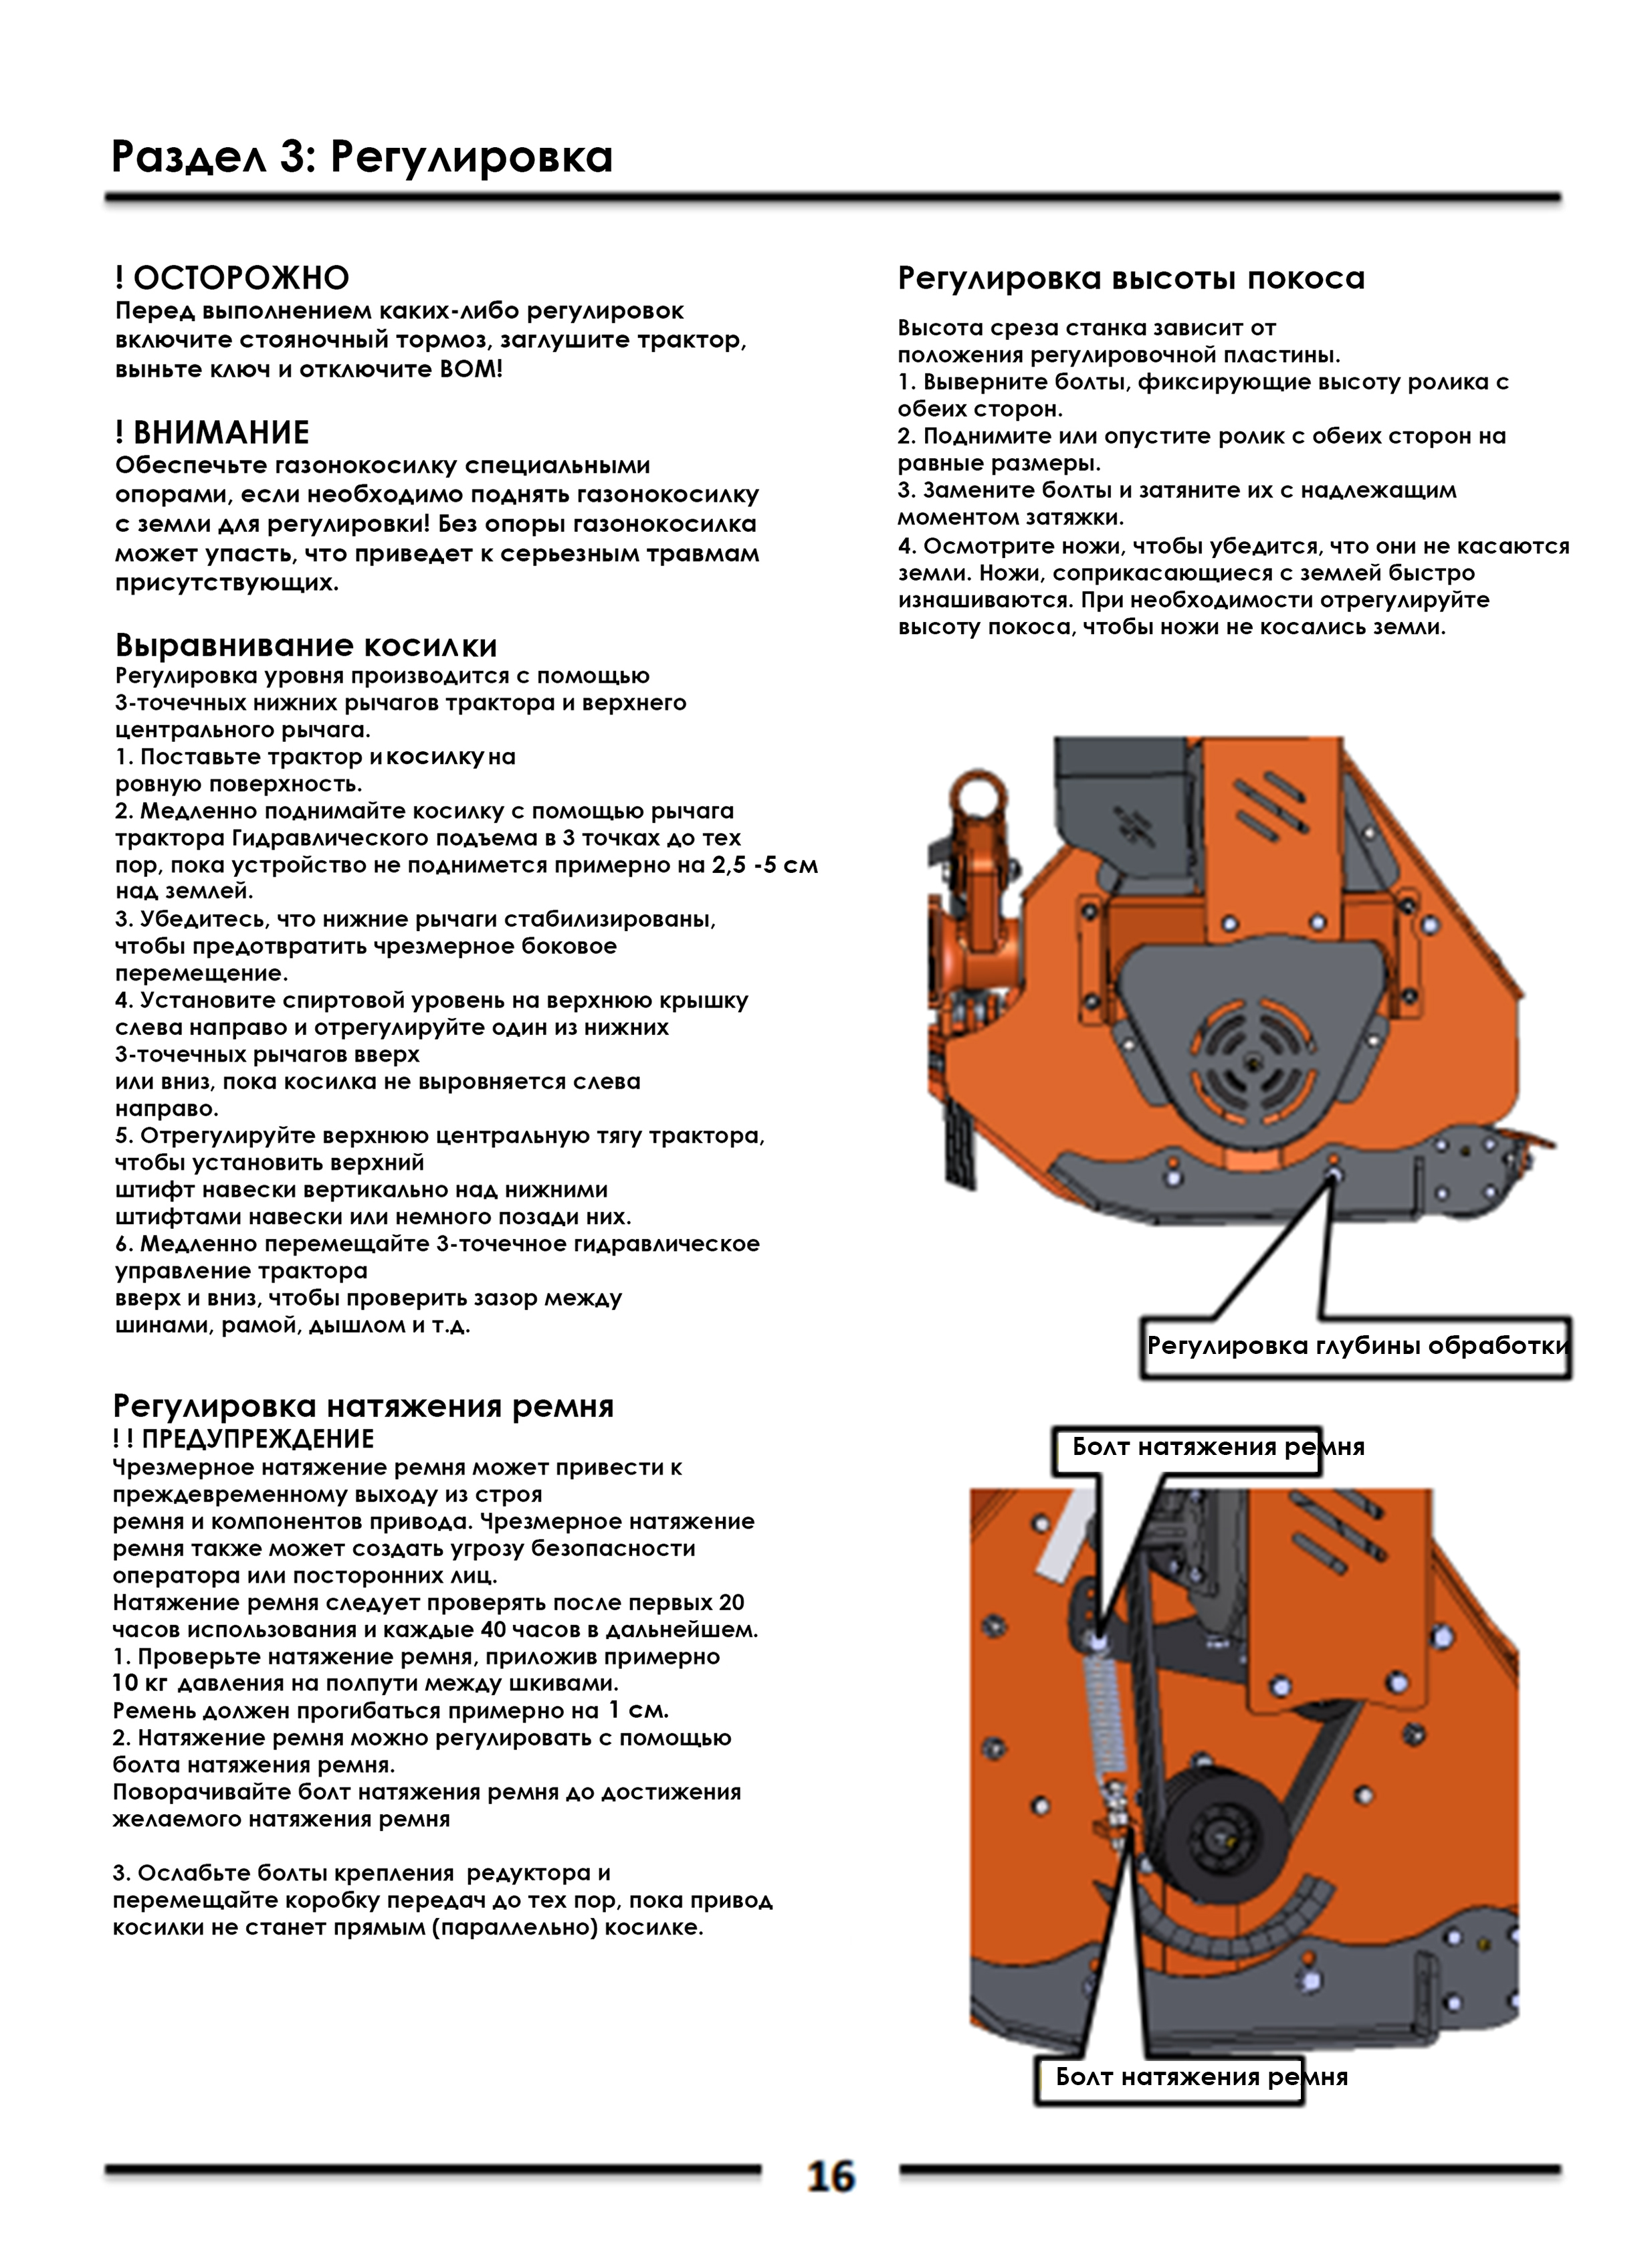 Раздел 3: Регулировка
! ОСТОРОЖНО
Перед выполнением каких-либо регулировок
включите стояночный тормоз, заглушите трактор,
выньте ключ и отключите ВОМ!
! ВНИМАНИЕ
Обеспечьте газонокосилку специальными
опорами, если необходимо поднять газонокосилку
с земли для регулировки! Без опоры газонокосилка
может упасть, что приведет к серьезным травмам
присутствующих.
Выравнивание косилки
Регулировка уровня производится с помощью
3-точечных нижних рычагов трактора и верхнего
центрального рычага.
1. Поставьте трактор и косилку на
ровную поверхность.
2. Медленно поднимайте косилку с помощью рычага
трактора Гидравлического подъема в 3 точках до тех
пор, пока устройство не поднимется примерно на 2,5 -5 см
над землей.
3. Убедитесь, что нижние рычаги стабилизированы,
чтобы предотвратить чрезмерное боковое
перемещение.
4. Установите спиртовой уровень на верхнюю крышку
слева направо и отрегулируйте один из нижних
3-точечных рычагов вверх
или вниз, пока косилка не выровняется слева
направо.
5. Отрегулируйте верхнюю центральную тягу трактора,
чтобы установить верхний
штифт навески вертикально над нижними
штифтами навески или немного позади них.
6. Медленно перемещайте 3-точечное гидравлическое
управление трактора
вверх и вниз, чтобы проверить зазор между
шинами, рамой, дышлом и т.д.
Регулировка натяжения ремня
! ! ПРЕДУПРЕЖДЕНИЕ
Чрезмерное натяжение ремня может привести к
преждевременному выходу из строя
ремня и компонентов привода. Чрезмерное натяжение
ремня также может создать угрозу безопасности
оператора или посторонних лиц.
Натяжение ремня следует проверять после первых 20
часов использования и каждые 40 часов в дальнейшем.
1. Проверьте натяжение ремня, приложив примерно
10 кг давления на полпути между шкивами.
Ремень должен прогибаться примерно на 1 см.
2. Натяжение ремня можно регулировать с помощью
болта натяжения ремня.
Поворачивайте болт натяжения ремня до достижения
желаемого натяжения ремня
3. Ослабьте болты крепления редуктора и
перемещайте коробку передач до тех пор, пока привод
косилки не станет прямым (параллельно) косилке.
Регулировка высоты покоса
Высота среза станка зависит от
положения регулировочной пластины.
1. Выверните болты, фиксирующие высоту ролика с
обеих сторон.
2. Поднимите или опустите ролик с обеих сторон на
равные размеры.
3. Замените болты и затяните их с надлежащим
моментом затяжки.
4. Осмотрите ножи, чтобы убедится, что они не касаются
земли. Ножи, соприкасающиеся с землей быстро
изнашиваются. При необходимости отрегулируйте
высоту покоса, чтобы ножи не косались земли.
Регулировка глубины обработки
Болт натяжения ремня
Болт натяжения ремня
16